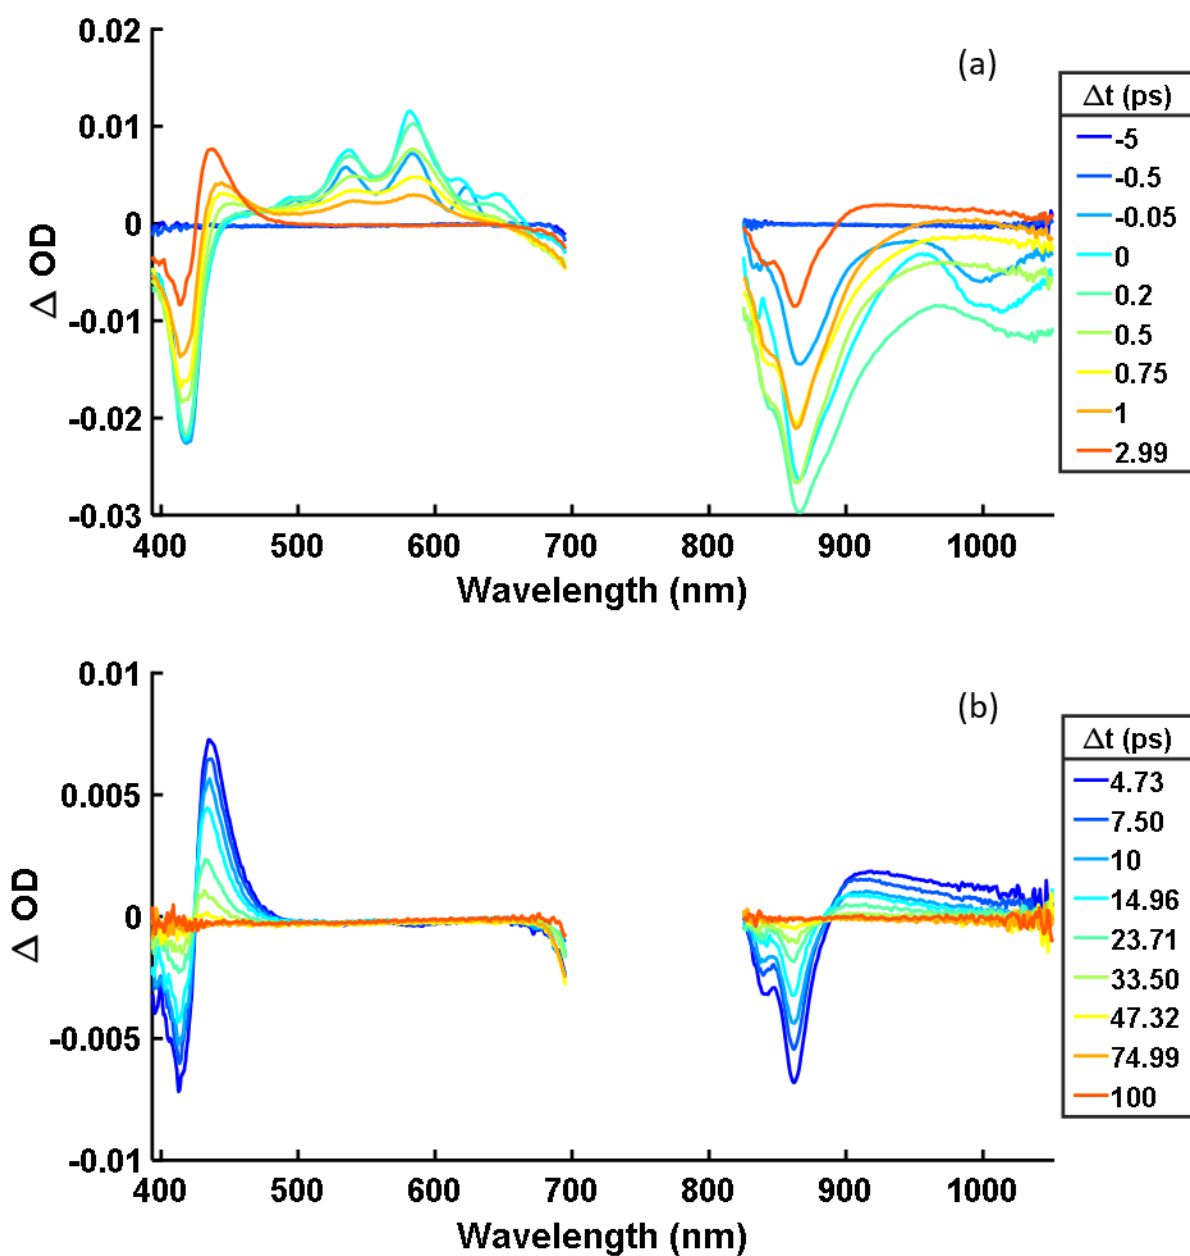 0.02
0.01
0
-0.01
-0.02
-0.03
Δ OD
400 500 600 700 800 900 1000
Wavelength (nm)
(a)
Δt (ps)
-5
-0.5
-0.05
0
0.2
0.5
0.75
1
2.99
0.01
0.005
0
-0.005
-0.01
Δ OD
400 500 600 700 800 900 1000
Wavelength (nm)
(b)
Δt (ps)
4.73
7.50
10
14.96
23.71
33.50
47.32
74.99
100